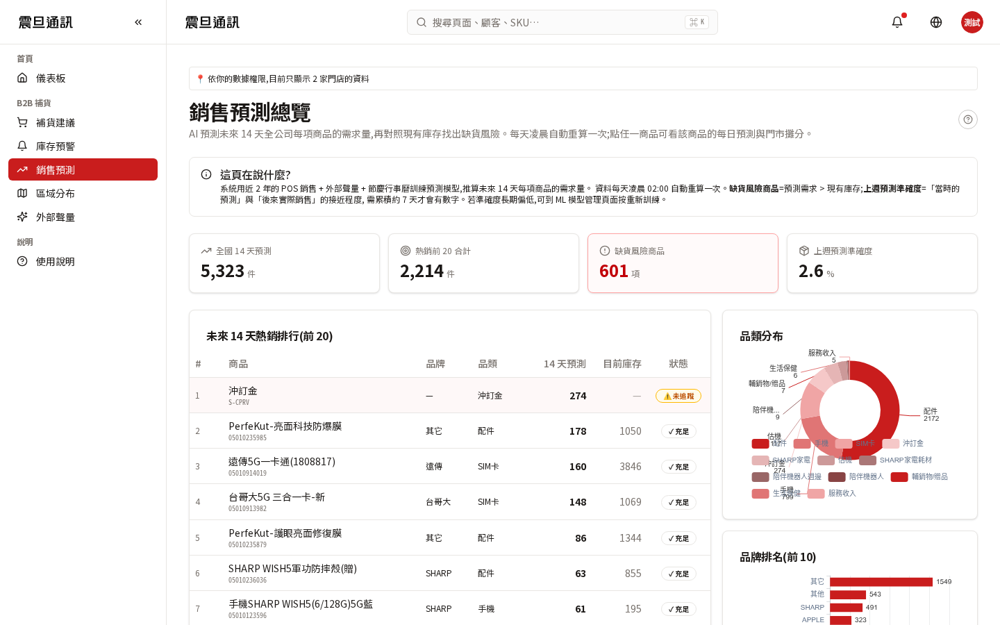 震旦通訊
震旦通訊
搜尋頁面、顧客、SKU…
⌘ K
測試
首頁
儀表板
B2B 補貨
補貨建議
庫存預警
銷售預測
區域分布
外部聲量
說明
使用說明
📍 依你的數據權限,目前只顯示 2 家門店的資料
銷售預測總覽
AI 預測未來 14 天全公司每項商品的需求量,再對照現有庫存找出缺貨風險。每天凌晨自動重算一次;點任一商品可看該商品的每日預測與門市攤分。
這頁在說什麼?
系統用近 2 年的 POS 銷售 + 外部聲量 + 節慶行事曆訓練預測模型,推算未來 14 天每項商品的需求量。 資料每天凌晨 02:00 自動重算一次。缺貨風險商品=預測需求 > 現有庫存;上週預測準確度=「當時的
預測」與「後來實際銷售」的接近程度, 需累積約 7 天才會有數字。若準確度長期偏低,可到 ML 模型管理頁面按重新訓練。
全國 14 天預測
5,323 件
熱銷前 20 合計
2,214 件
缺貨風險商品
601 項
上週預測準確度
2.6 %
未來 14 天熱銷排行(前 20)
# 商品 品牌 品類 14 天預測 目前庫存 狀態
1 沖訂金 — 沖訂金 274 — ⚠️ 未追蹤
S-CPRV
2 PerfeKut-亮面科技防爆膜 其它 配件 178 1050 ✓ 充足
05010235985
3 遠傳5G一卡通(1808817) 遠傳 SIM卡 160 3846 ✓ 充足
05010914019
4 台哥大5G 三合一卡-新 台哥大 SIM卡 148 1069 ✓ 充足
05010913982
5 PerfeKut-護眼亮面修復膜 其它 配件 86 1344 ✓ 充足
05010235879
6 SHARP WISH5軍功防摔殼(贈) SHARP 配件 63 855 ✓ 充足
05010236036
7 手機SHARP WISH5(6/128G)5G藍 SHARP 手機 61 195 ✓ 充足
05010123596
品類分布
服務收入
5
生活保健
6
輔銷物/贈品
7
陪伴機...
9
估機
117
沖訂金
274
手機
799
配件
2172
配件 手機 SIM卡 沖訂金
SHARP家電 估機 SHARP家電耗材
陪伴機器人週邊 陪伴機器人 輔銷物/贈品
生活保健 服務收入
品牌排名(前 10)
其它 1549
其他 543
SHARP 491
APPLE 323